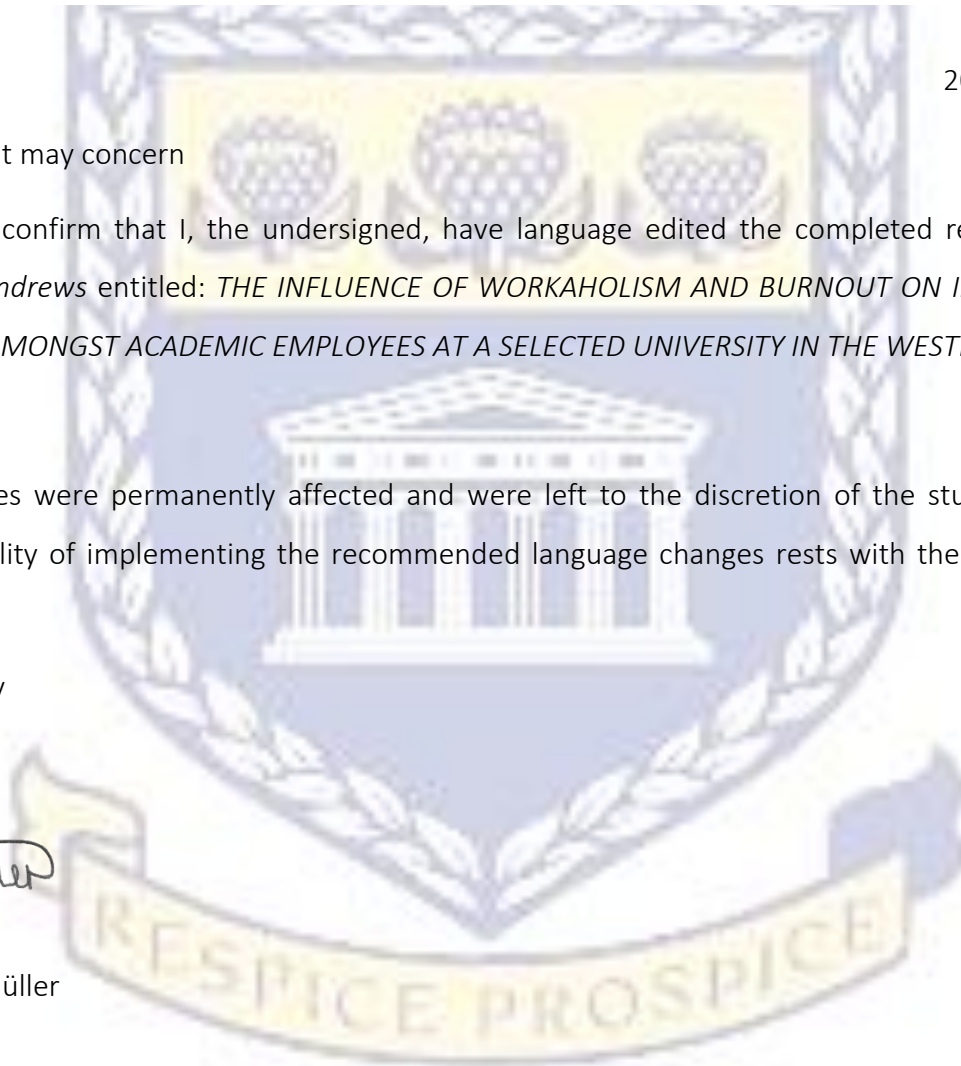 20
t may concern
confirm that I, the undersigned, have language edited the completed re
ndrews entitled: THE INFLUENCE OF WORKAHOLISM AND BURNOUT ON I
MONGST ACADEMIC EMPLOYEES AT A SELECTED UNIVERSITY IN THE WEST
es were permanently affected and were left to the discretion of the stu
lity of implementing the recommended language changes rests with the
y
üller
RESPICE PROSPICE